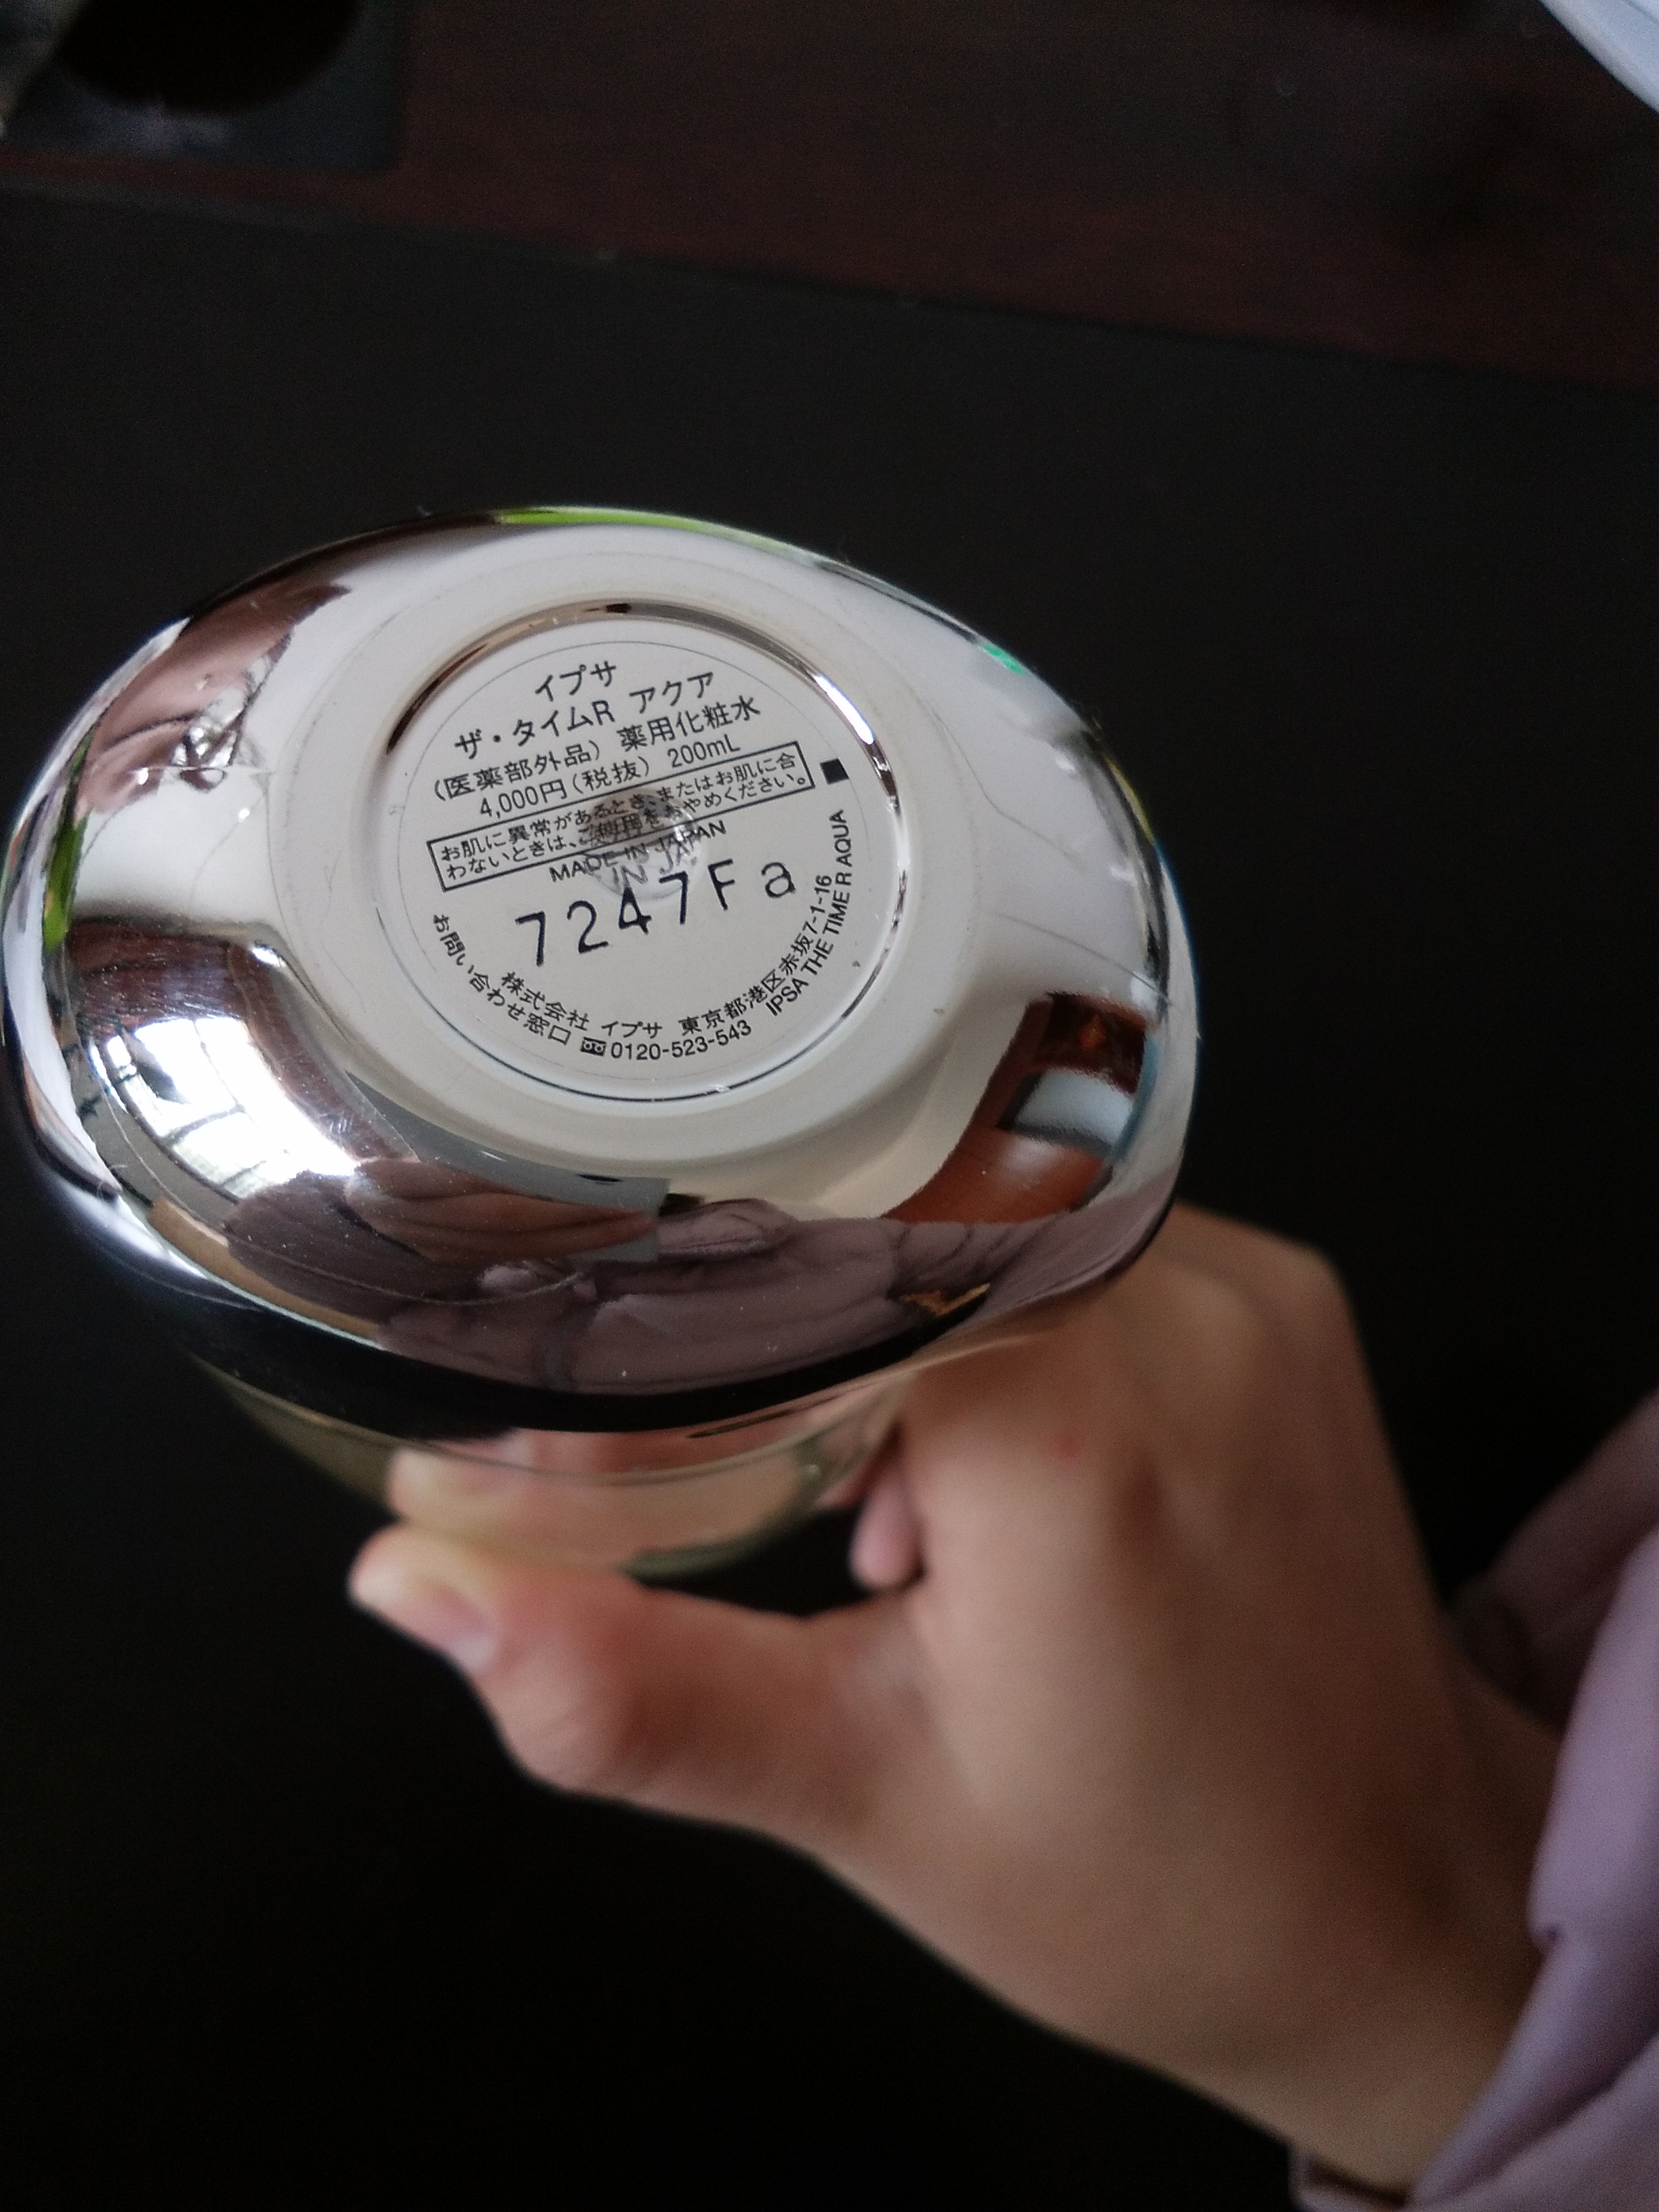 イプサ
ザ・タイムR アクア
(医薬部外品) 薬用化粧水
4,000円(税抜) 200mL
お肌に異常があるとき、またはお肌に合
わないときは、ご使用をおやめください。
MADE IN JAPAN
7247Fa
株式会社 イプサ 東京都港区赤坂7-1-16
お問い合わせ窓口 0120-523-543 IPSA THE TIME R AQUA